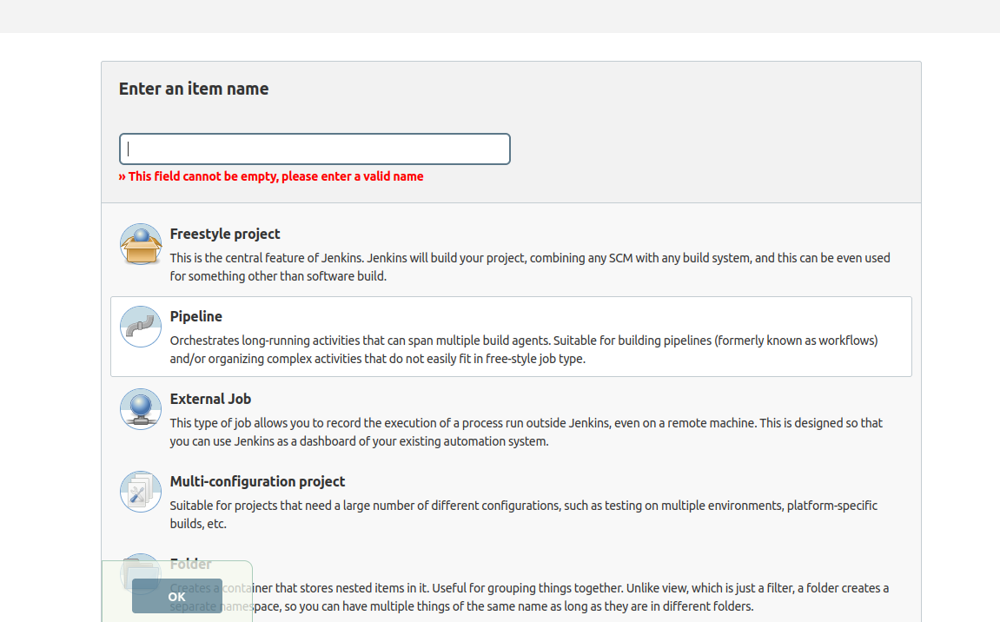 Enter an item name
» This field cannot be empty, please enter a valid name
Freestyle project
This is the central feature of Jenkins. Jenkins will build your project, combining any SCM with any build system, and this can be even used
for something other than software build.
Pipeline
Orchestrates long-running activities that can span multiple build agents. Suitable for building pipelines (formerly known as workflows)
and/or organizing complex activities that do not easily fit in free-style job type.
External Job
This type of job allows you to record the execution of a process run outside Jenkins, even on a remote machine. This is designed so that
you can use Jenkins as a dashboard of your existing automation system.
Multi-configuration project
Suitable for projects that need a large number of different configurations, such as testing on multiple environments, platform-specific
builds, etc.
Folder
Creates a container that stores nested items in it. Useful for grouping things together. Unlike view, which is just a filter, a folder creates a
separate namespace, so you can have multiple things of the same name as long as they are in different folders.
OK